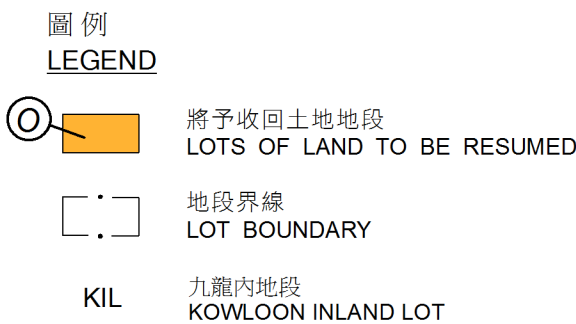 圖例
LEGEND
O
將予收回土地地段
LOTS OF LAND TO BE RESUMED
地段界線
LOT BOUNDARY
KIL
九龍內地段
KOWLOON INLAND LOT